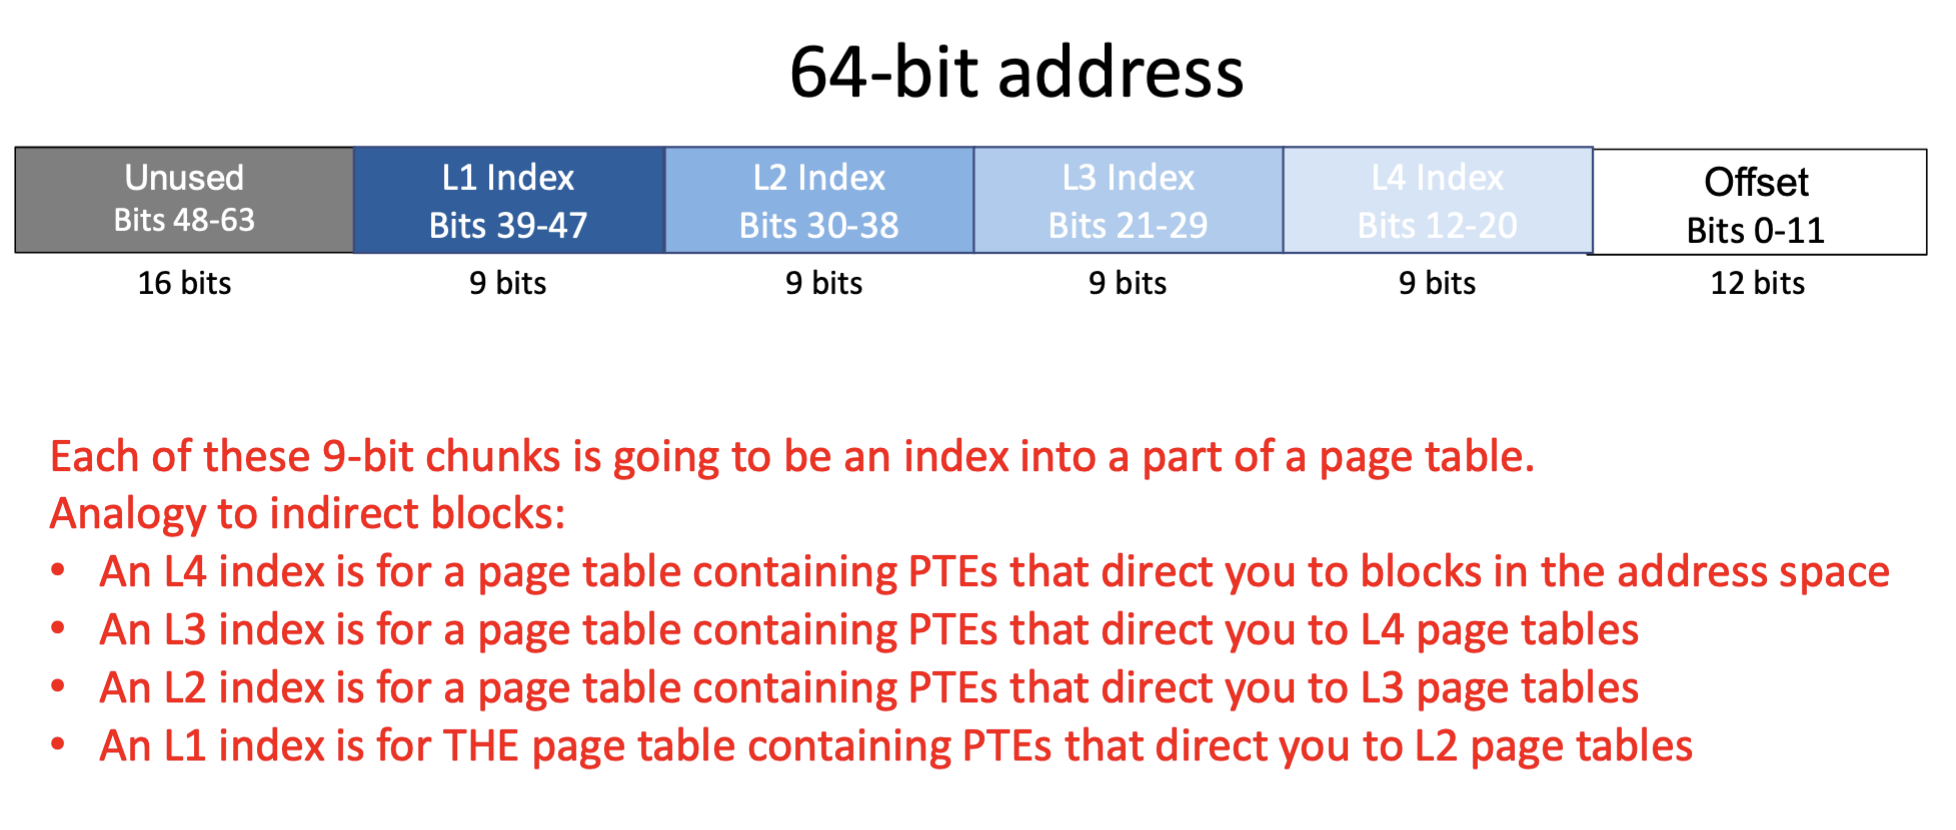 64-bit address
Unused
Bits 48-63
L1 Index
Bits 39-47
L2 Index
Bits 30-38
L3 Index
Bits 21-29
L4 Index
Bits 12-20
Offset
Bits 0-11
16 bits
9 bits
9 bits
9 bits
9 bits
12 bits
Each of these 9-bit chunks is going to be an index into a part of a page table.
Analogy to indirect blocks:
• An L4 index is for a page table containing PTEs that direct you to blocks in the address space
• An L3 index is for a page table containing PTEs that direct you to L4 page tables
• An L2 index is for a page table containing PTEs that direct you to L3 page tables
• An L1 index is for THE page table containing PTEs that direct you to L2 page tables